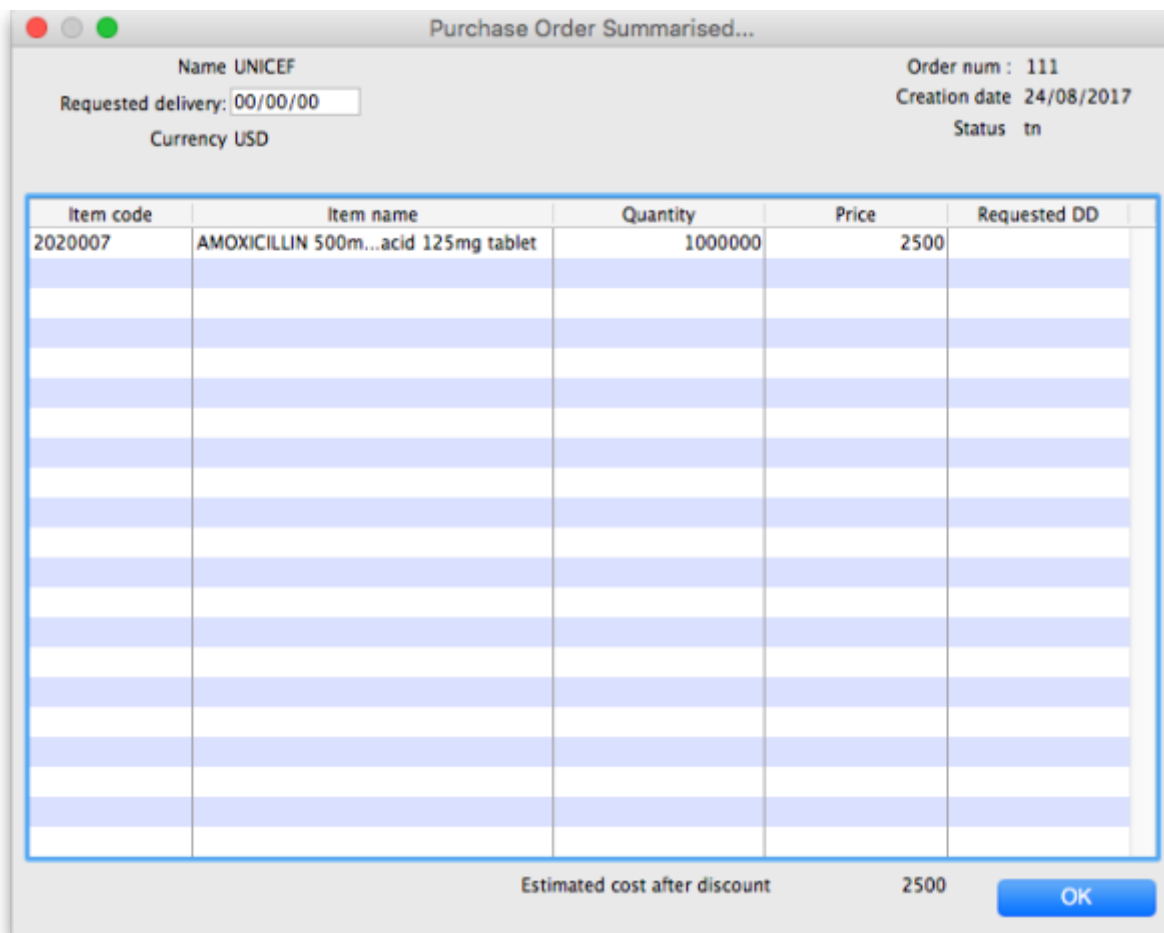 Purchase Order Summarised...
Name UNICEF
Order num : 111
Requested delivery: 00/00/00
Creation date 24/08/2017
Currency USD
Status tn
Item code Item name Quantity Price Requested DD
2020007 AMOXICILLIN 500m...acid 125mg tablet 1000000 2500
Estimated cost after discount 2500
OK